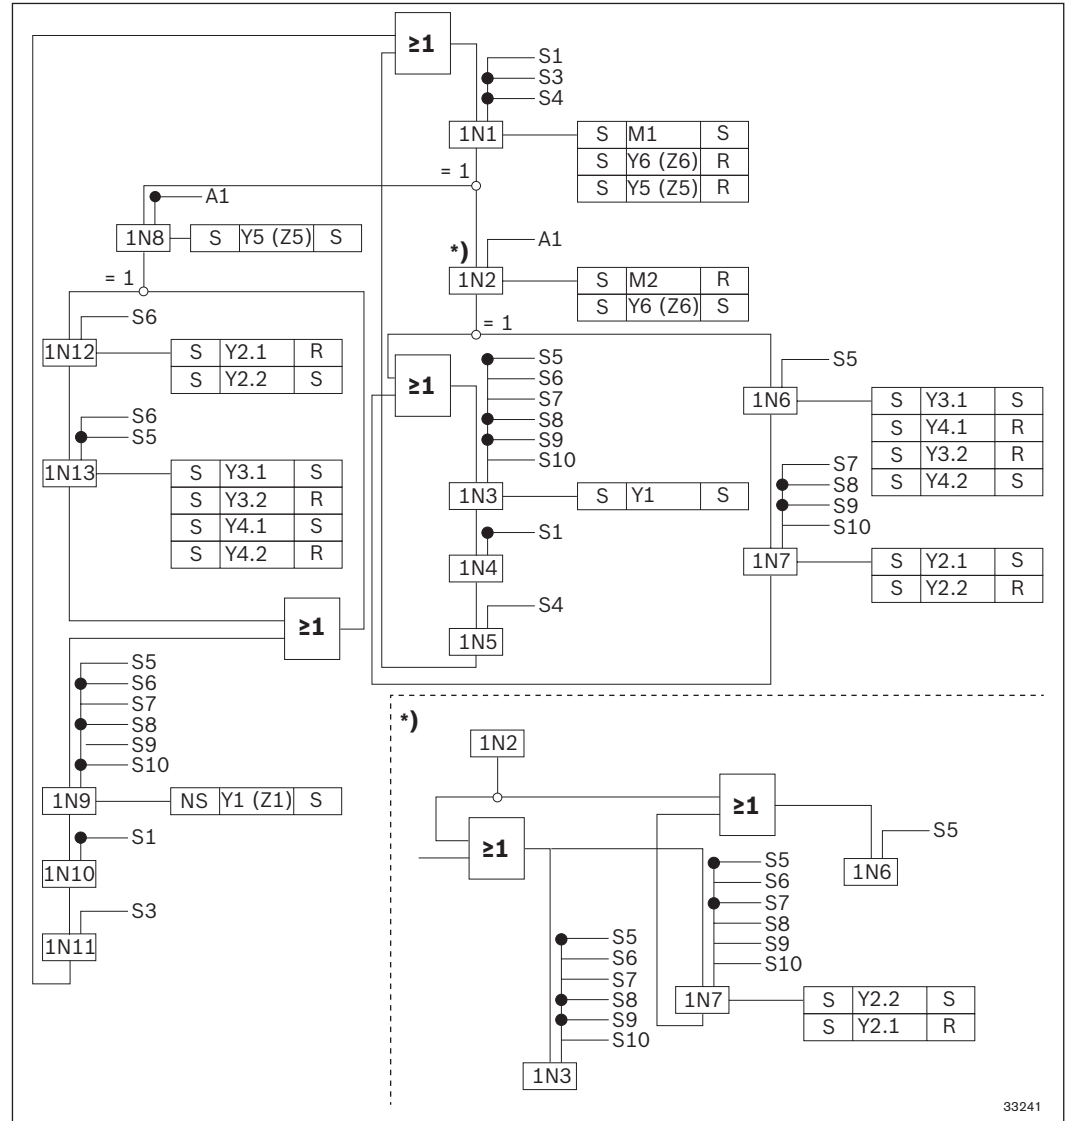 ≥1
S1
S3
S4
1N1
S M1 S
S Y6 (Z6) R
S Y5 (Z5) R
= 1
A1
1N8
S Y5 (Z5) S
= 1
*)
A1
1N2
S M2 R
S Y6 (Z6) S
= 1
S6
1N12
S Y2.1 R
S Y2.2 S
S6
S5
1N13
S Y3.1 S
S Y3.2 R
S Y4.1 S
S Y4.2 R
≥1
S5
S6
S7
S8
S9
S10
1N3
S Y1 S
S1
1N4
S4
1N5
S5
1N6
S Y3.1 S
S Y4.1 R
S Y3.2 R
S Y4.2 S
S7
S8
S9
S10
1N7
S Y2.1 S
S Y2.2 R
≥1
S5
S6
S7
S8
S9
S10
1N9
NS Y1 (Z1) S
S1
1N10
S3
1N11
*)
1N2
≥1
≥1
S5
1N6
S5
S6
S7
S8
S9
S10
1N7
S Y2.2 S
S Y2.1 R
S5
S6
S7
S8
S9
S10
1N3
33241